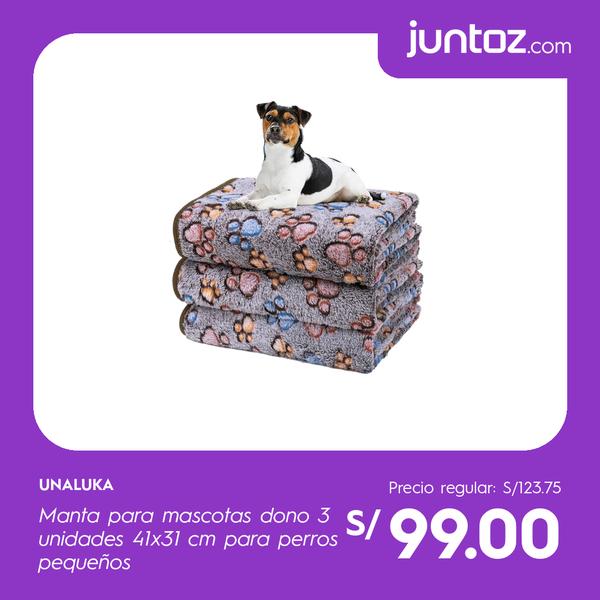 juntoz.com
UNALUKA
Manta para mascotas dono 3
unidades 41x31 cm para perros
pequeños
Precio regular: S/123.75
S/99.00